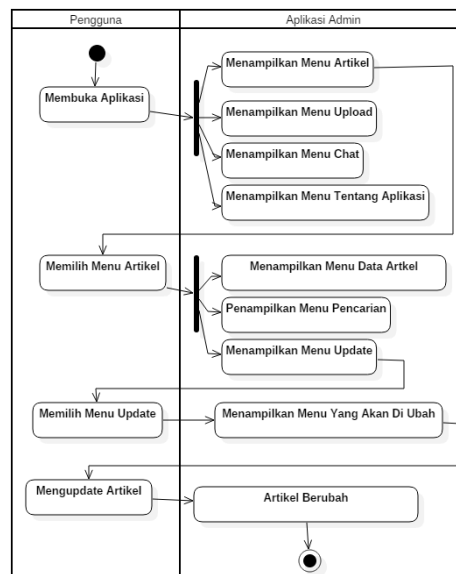 Pengguna
Aplikasi Admin
Menampilkan Menu Artikel
Membuka Aplikasi
Menampilkan Menu Upload
Menampilkan Menu Chat
Menampilkan Menu Tentang Aplikasi
Memilih Menu Artikel
Menampilkan Menu Data Artkel
Penampilkan Menu Pencarian
Menampilkan Menu Update
Memilih Menu Update
Menampilkan Menu Yang Akan Di Ubah
Mengupdate Artikel
Artikel Berubah